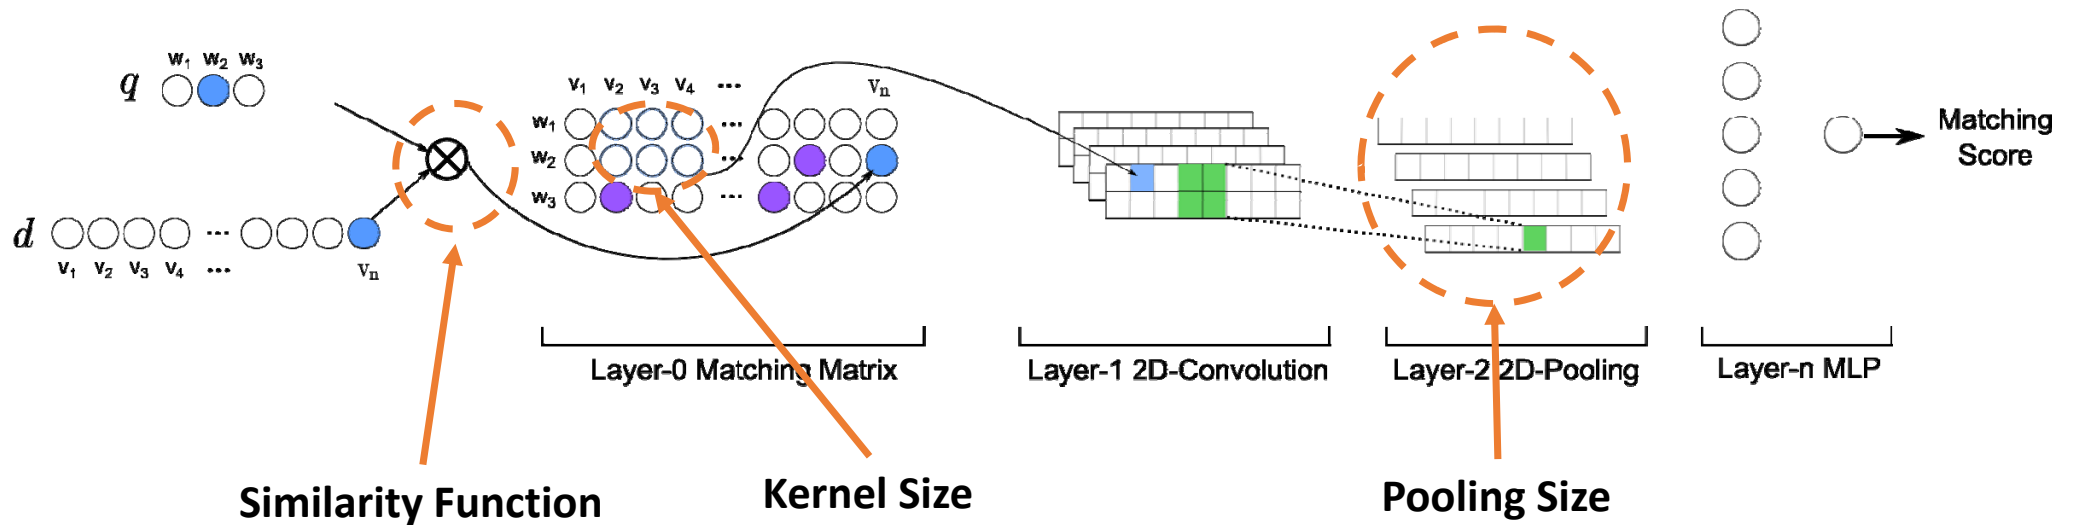 q
w1 w2 w3
d
v1 v2 v3 v4 ... vn
v1 v2 v3 v4 ... vn
w1 ...
w2 ...
w3 ...
Matching
Score
Layer-0 Matching Matrix
Layer-1 2D-Convolution
Layer-2 2D-Pooling
Layer-n MLP
Similarity Function
Kernel Size
Pooling Size